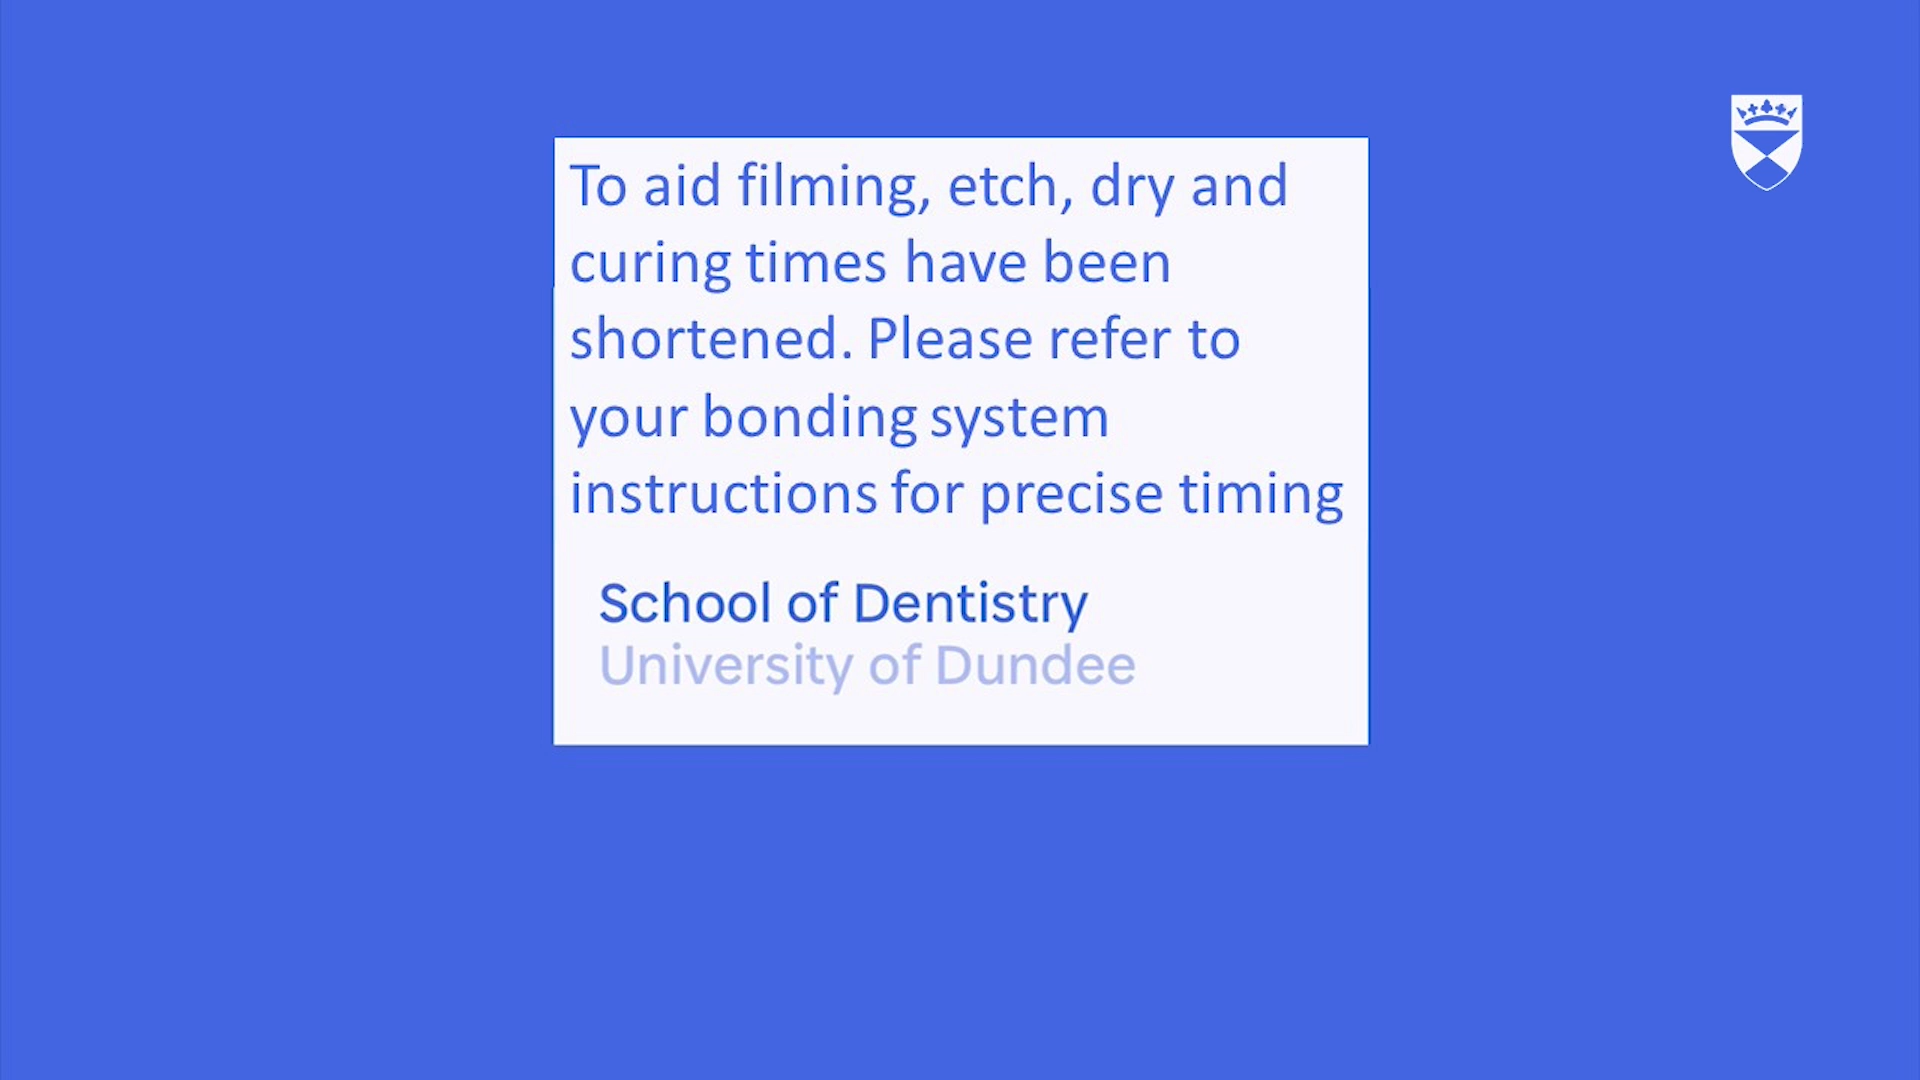 To aid filming, etch, dry and
curing times have been
shortened. Please refer to
your bonding system
instructions for precise timing
School of Dentistry
University of Dundee